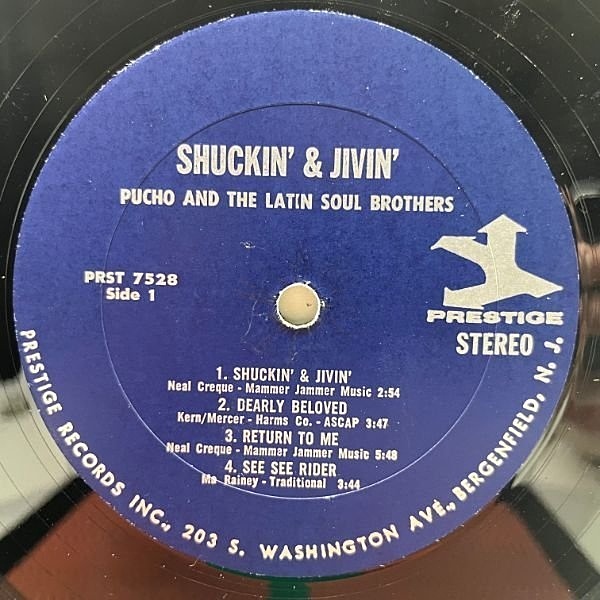 SHUCKIN' & JIVIN'
PUCHO AND THE LATIN SOUL BROTHERS
PRST 7528
Side 1
PRESTIGE
STEREO
1. SHUCKIN' & JIVIN'
Neal Creque - Mammer Jammer Music 2:54
2. DEARLY BELOVED
Kern/Mercer - Harms Co. - ASCAP 3:47
3. RETURN TO ME
Neal Creque - Mammer Jammer Music 5:48
4. SEE SEE RIDER
Ma Rainey - Traditional 3:44
PRESTIGE RECORDS INC., 203 S. WASHINGTON AVE., BERGENFIELD, N. J.